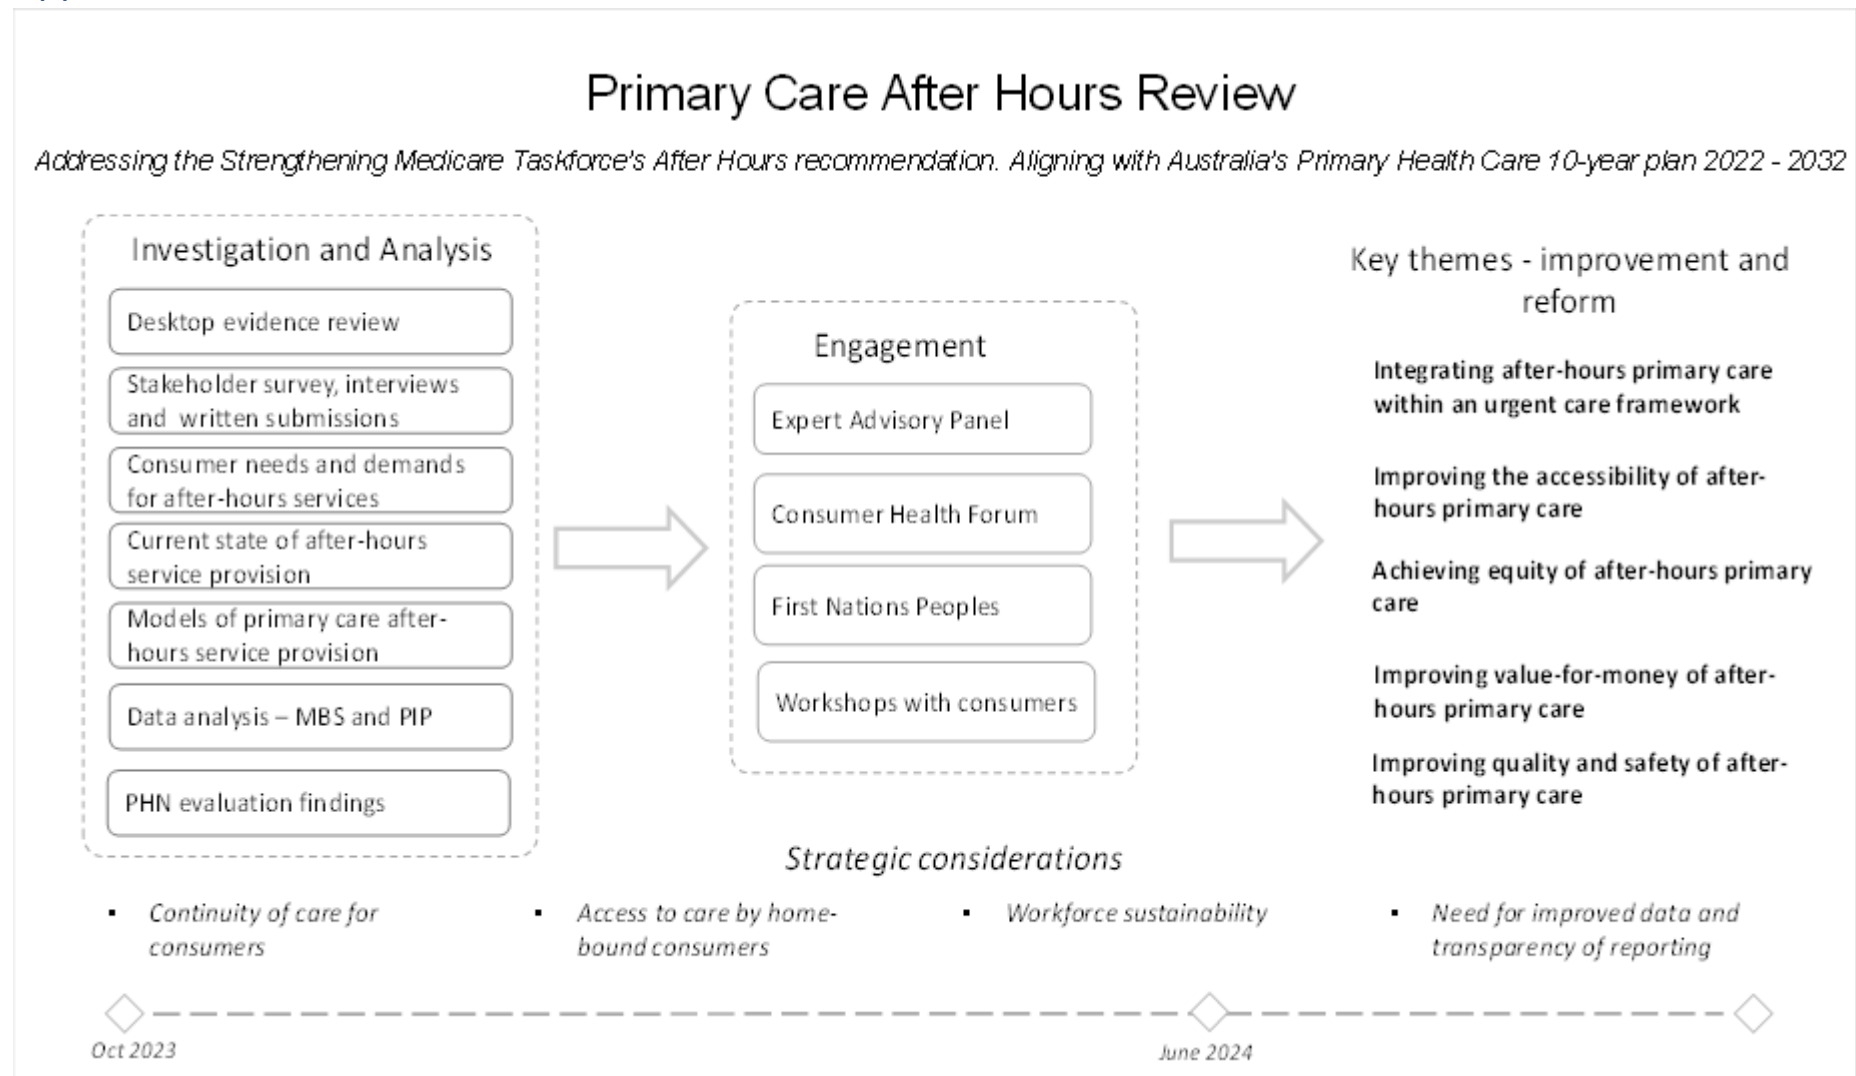 Primary Care After Hours Review
Addressing the Strengthening Medicare Taskforce's After Hours recommendation. Aligning with Australia's Primary Health Care 10-year plan 2022 - 2032
Investigation and Analysis
Desktop evidence review
Stakeholder survey, interviews
and written submissions
Consumer needs and demands
for after-hours services
Current state of after-hours
service provision
Models of primary care after-
hours service provision
Data analysis – MBS and PIP
PHN evaluation findings
Engagement
Expert Advisory Panel
Consumer Health Forum
First Nations Peoples
Workshops with consumers
Key themes - improvement and
reform
Integrating after-hours primary care
within an urgent care framework
Improving the accessibility of after-
hours primary care
Achieving equity of after-hours primary
care
Improving value-for-money of after-
hours primary care
Improving quality and safety of after-
hours primary care
Strategic considerations
▪ Continuity of care for
consumers
▪ Access to care by home-
bound consumers
▪ Workforce sustainability
▪ Need for improved data and
transparency of reporting
Oct 2023
June 2024